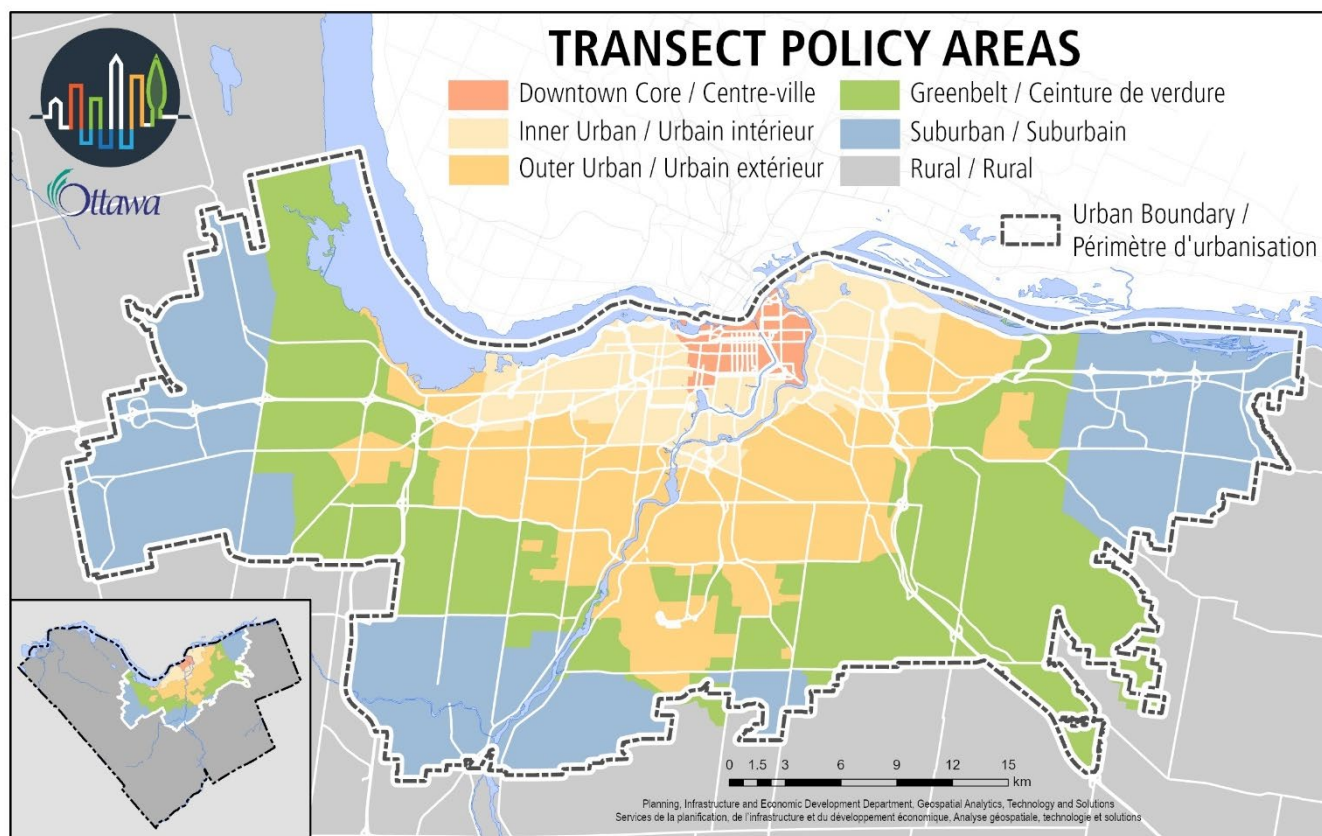 TRANSECT POLICY AREAS
Downtown Core / Centre-ville
Inner Urban / Urbain intérieur
Outer Urban / Urbain extérieur
Greenbelt / Ceinture de verdure
Suburban / Suburbain
Rural / Rural
Urban Boundary /
Périmètre d'urbanisation
Ottawa
0 1.5 3 6 9 12 15
km
Planning, Infrastructure and Economic Development Department, Geospatial Analytics, Technology and Solutions
Services de la planification, de l'infrastructure et du développement économique, Analyse géospatiale, technologie et solutions